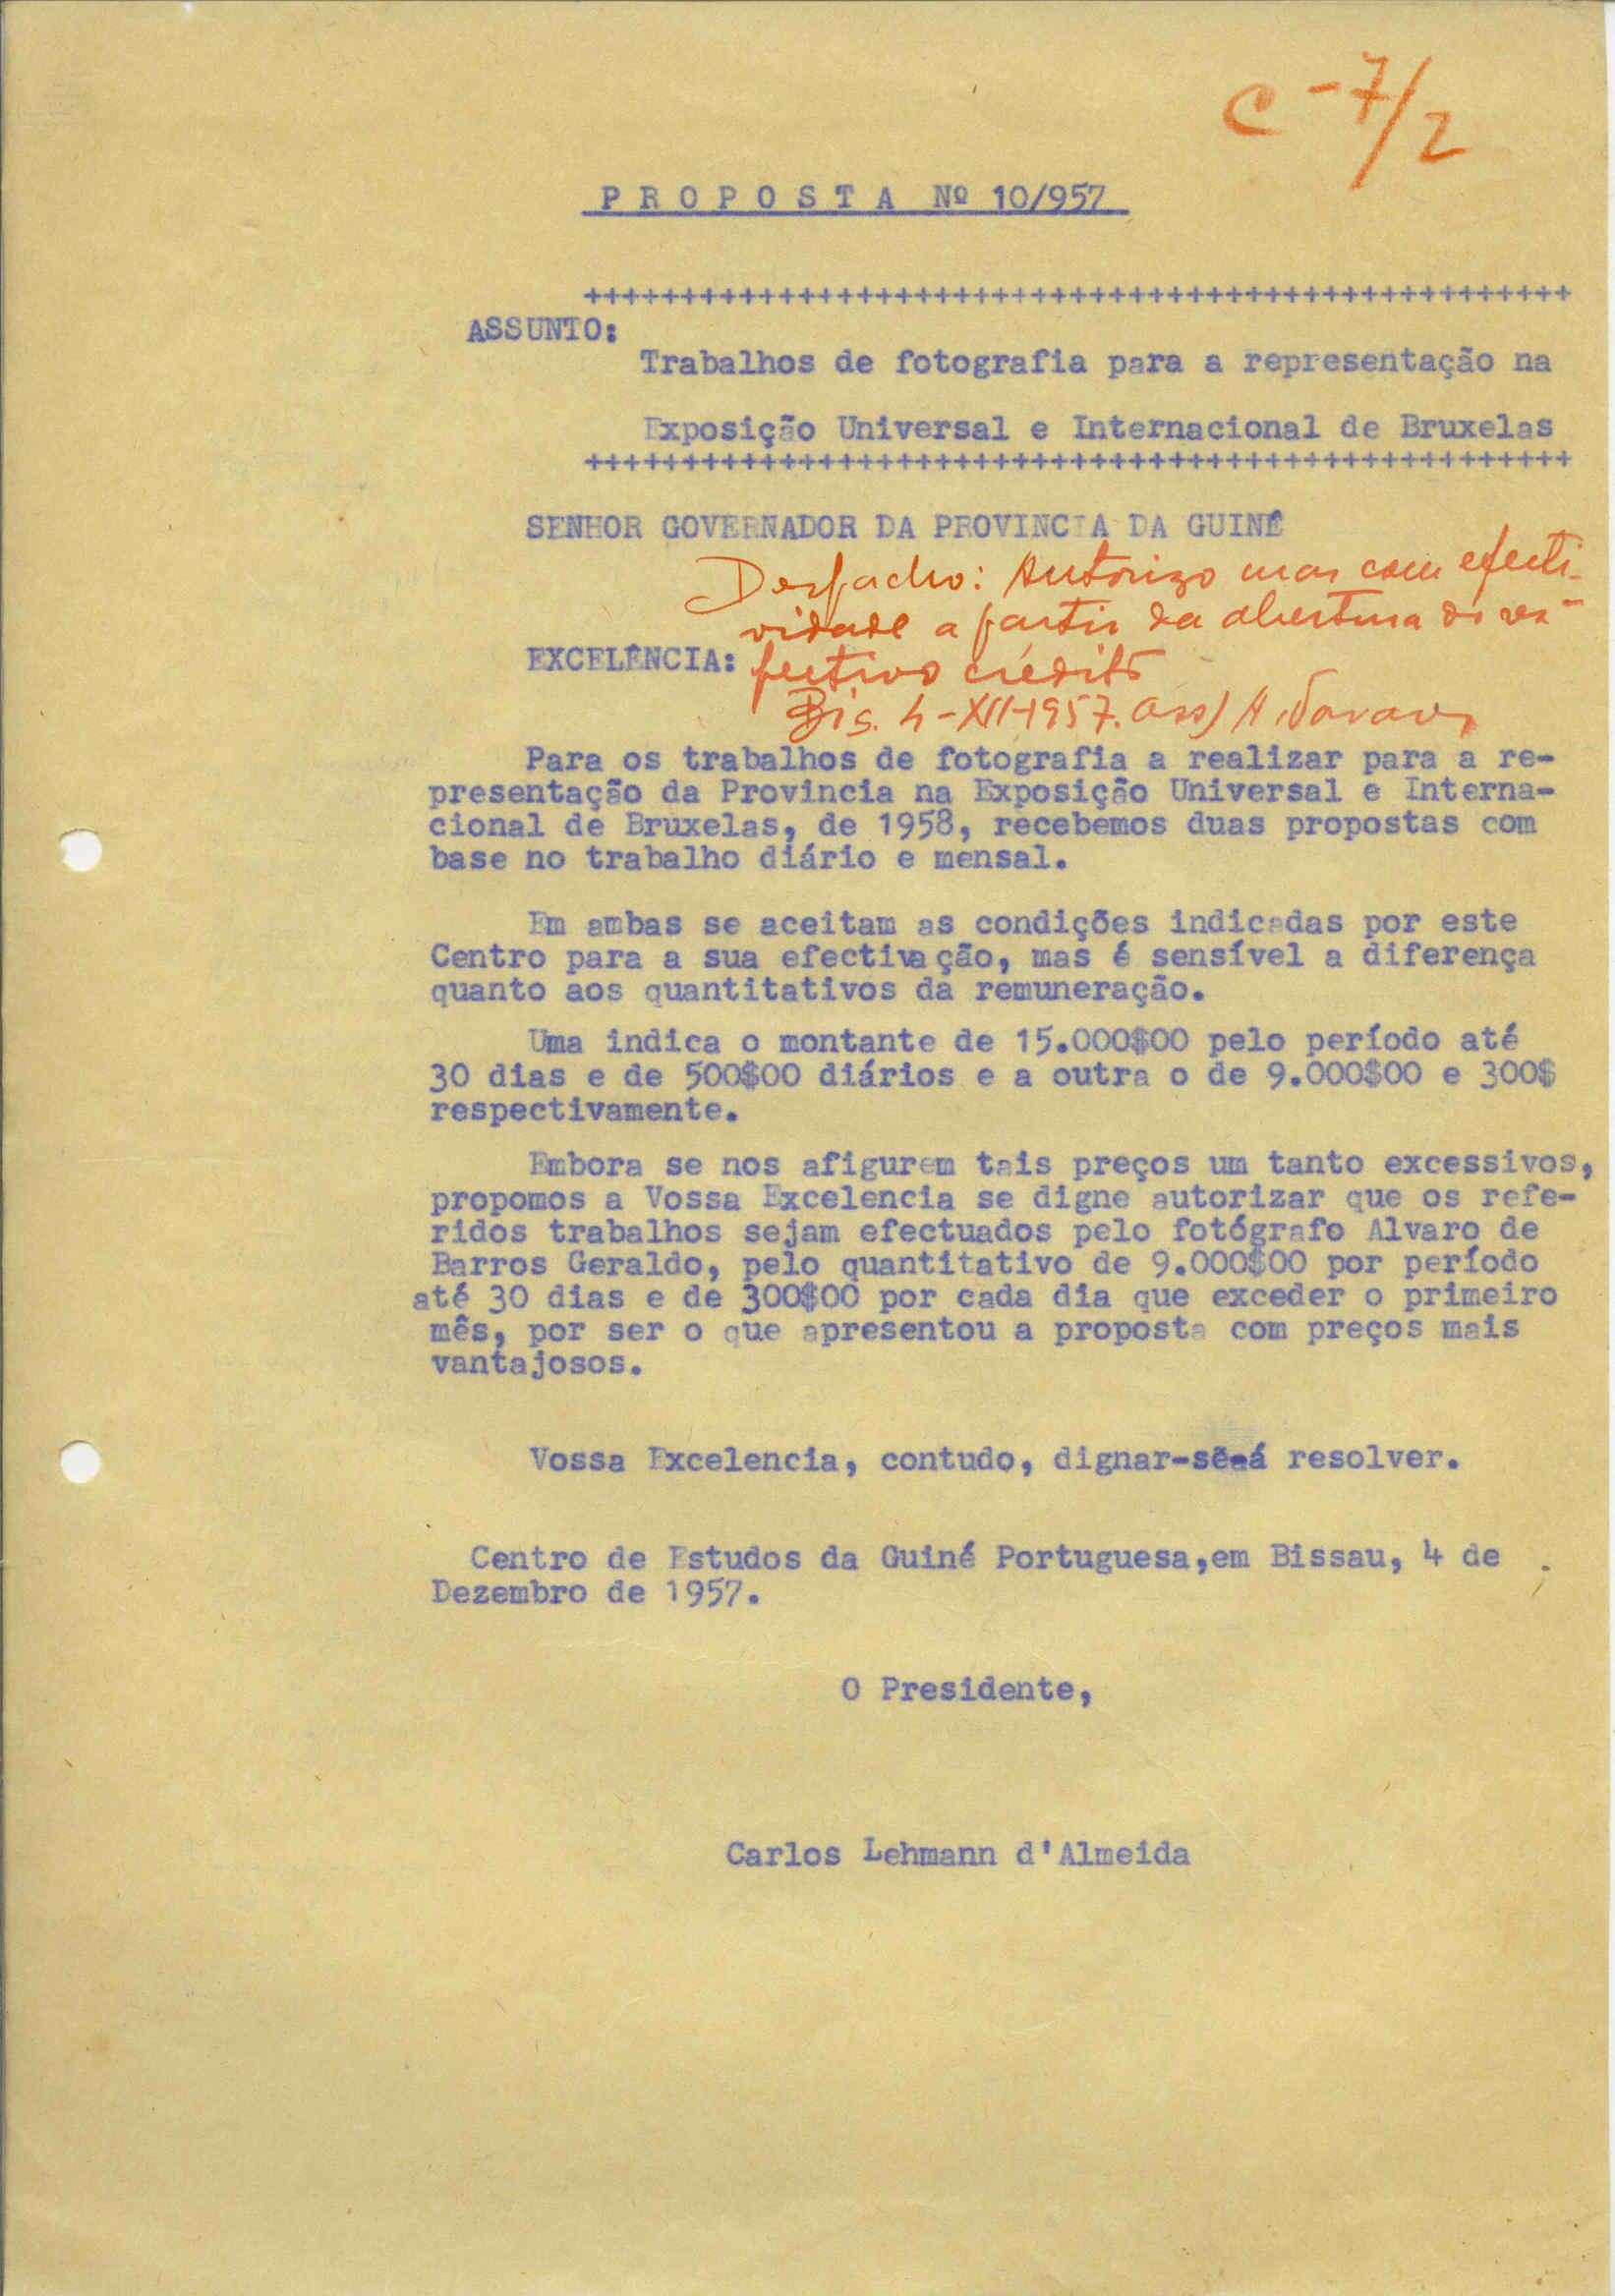 C-7/2
PROPOSTA Nº 10/957
+++++++++++++++++++++++++++++++++++++++++++++++++++
ASSUNTO:
Trabalhos de fotografia para a representação na
Exposição Universal e Internacional de Bruxelas
+++++++++++++++++++++++++++++++++++++++++++++++++++
SENHOR GOVERNADOR DA PROVINCIA DA GUINÉ
Despacho: Autorizo mas com efecti-
vidade a partir da abertura do res-
EXCELÊNCIA: pectivo crédito
Bis. 4-XII-1957. ass)
Para os trabalhos de fotografia a realizar para a re-
presentação da Provincia na Exposição Universal e Interna-
cional de Bruxelas, de 1958, recebemos duas propostas com
base no trabalho diário e mensal.
Em ambas se aceitam as condições indicadas por este
Centro para a sua efectivação, mas é sensível a diferença
quanto aos quantitativos da remuneração.
Uma indica o montante de 15.000$00 pelo período até
30 dias e de 500$00 diários e a outra o de 9.000$00 e 300$
respectivamente.
Embora se nos afigurem tais preços um tanto excessivos,
propomos a Vossa Excelencia se digne autorizar que os refe-
ridos trabalhos sejam efectuados pelo fotógrafo Alvaro de
Barros Geraldo, pelo quantitativo de 9.000$00 por período
até 30 dias e de 300$00 por cada dia que exceder o primeiro
mês, por ser o que apresentou a proposta com preços mais
vantajosos.
Vossa Excelencia, contudo, dignar-se-á resolver.
Centro de Estudos da Guiné Portuguesa,em Bissau, 4 de
Dezembro de 1957.
O Presidente,
Carlos Lehmann d'Almeida